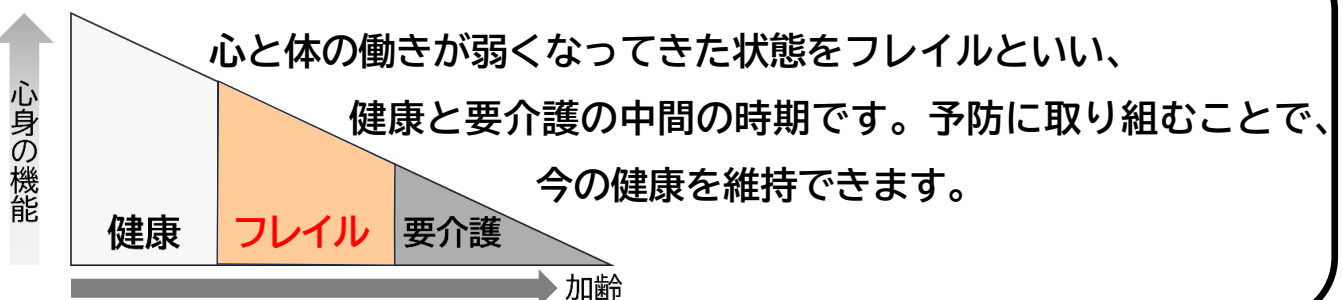 心と体の働きが弱くなってきた状態をフレイルといい、
健康と要介護の中間の時期です。予防に取り組むことで、
今の健康を維持できます。
心身の機能
健康
フレイル
要介護
加齢